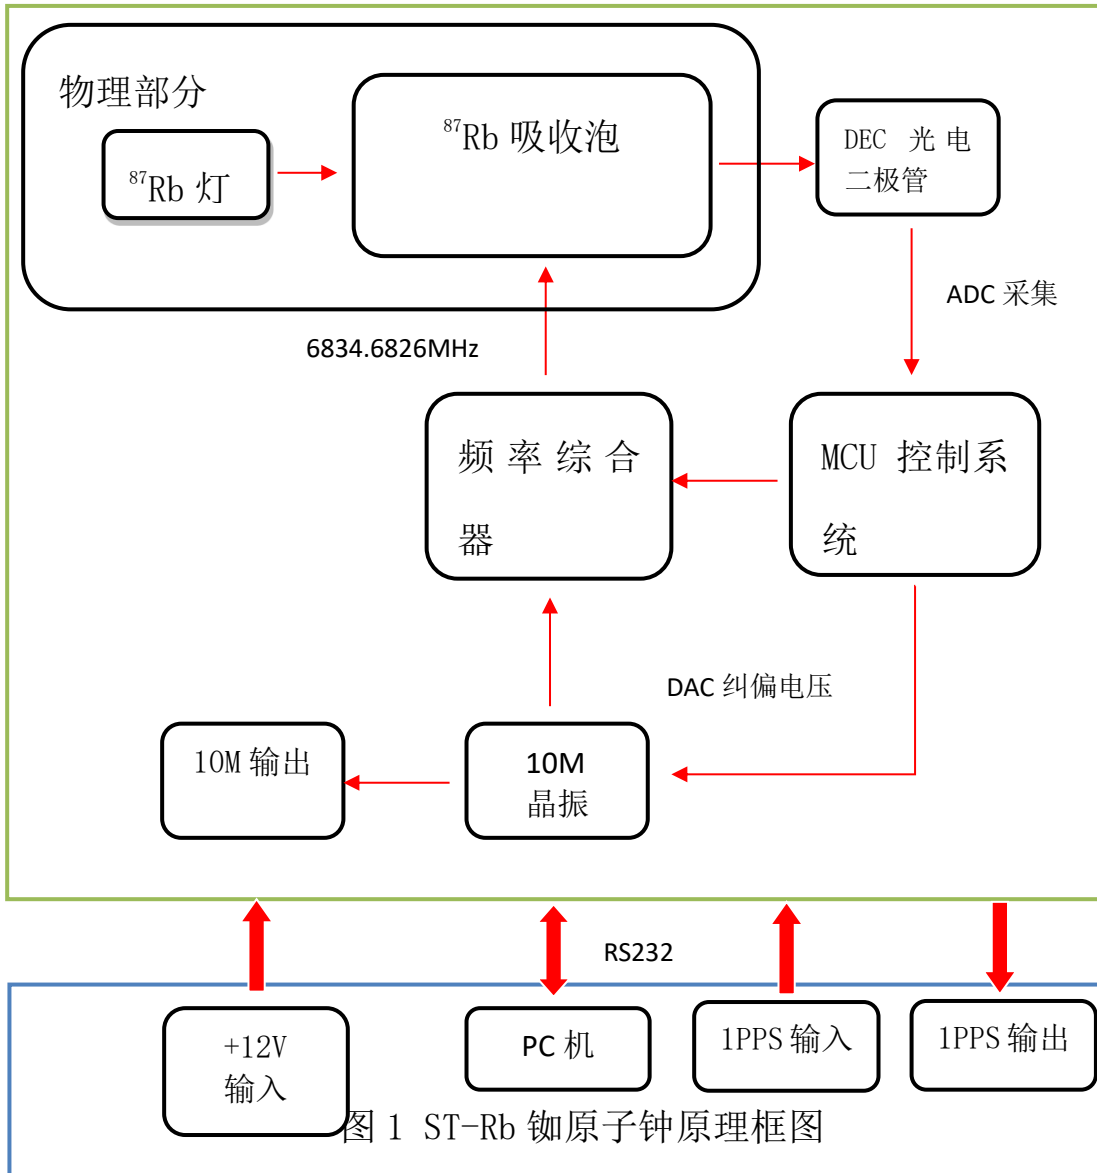 物理部分
⁸⁷Rb 吸收泡
⁸⁷Rb 灯
DEC 光电
二极管
ADC 采集
6834.6826MHz
频率综合
器
MCU 控制系
统
DAC 纠偏电压
10M 输出
10M
晶振
RS232
+12V
输入
PC 机
1PPS 输入
1PPS 输出
图 1 ST-Rb 铷原子钟原理框图